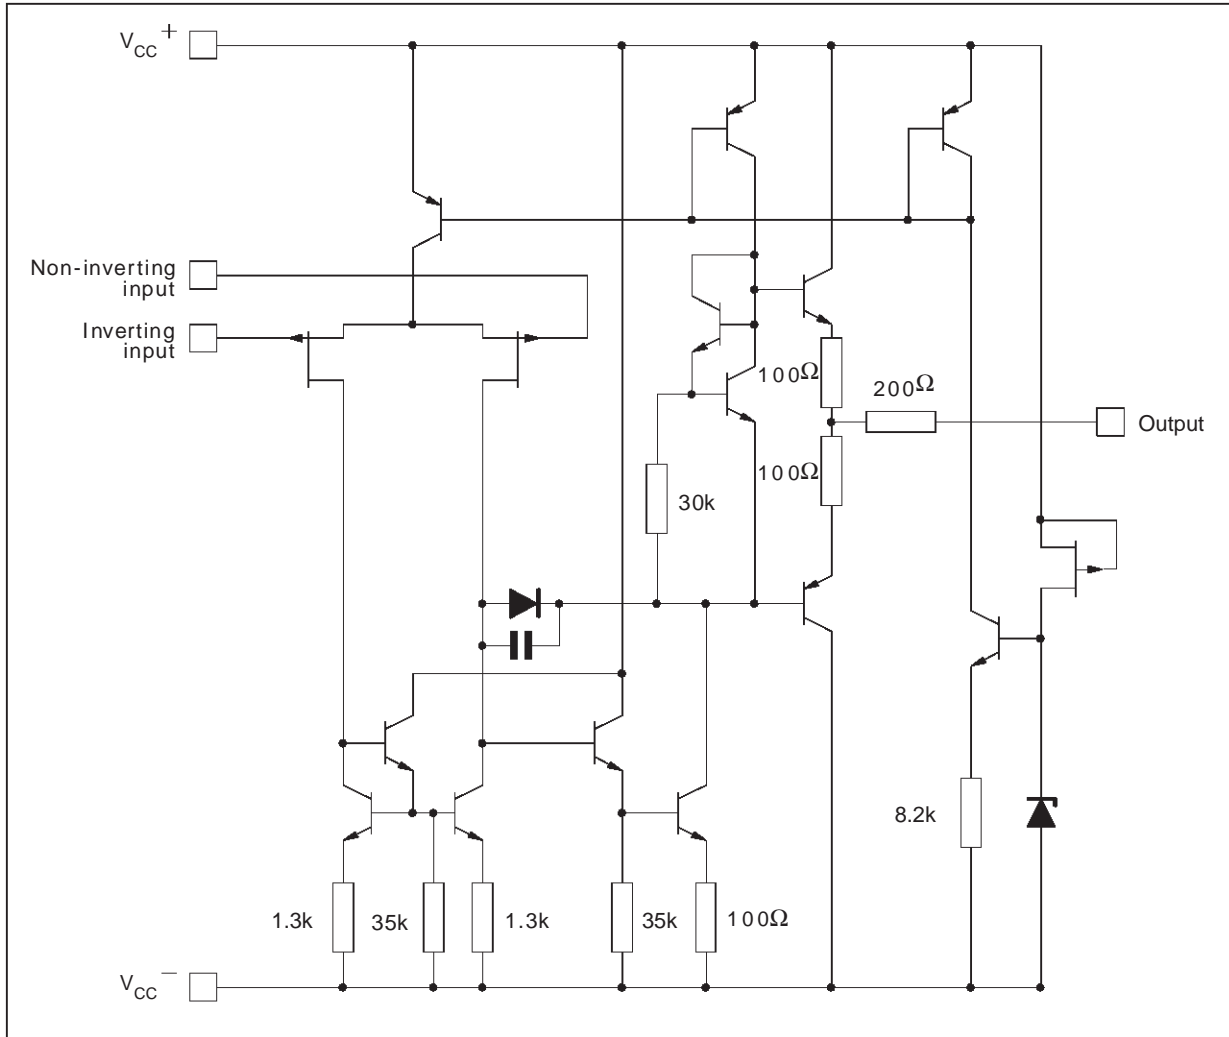 VCC+
Non-inverting
input
Inverting
input
100Ω
200Ω
Output
100Ω
30k
8.2k
1.3k
35k
1.3k
35k
100Ω
VCC−